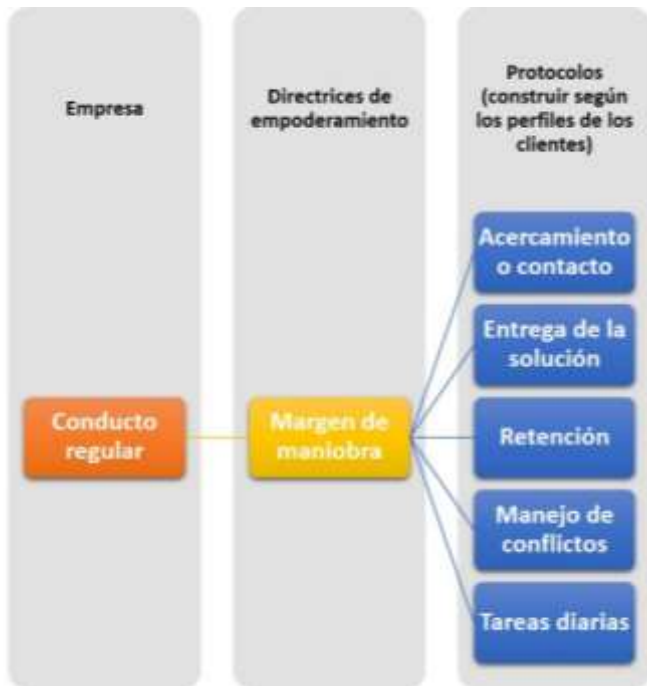 Empresa
Directrices de
empoderamiento
Protocolos
(construir según
los perfiles de los
clientes)
Conducto
regular
Margen de
maniobra
Acercamiento
o contacto
Entrega de la
solución
Retención
Manejo de
conflictos
Tareas diarias